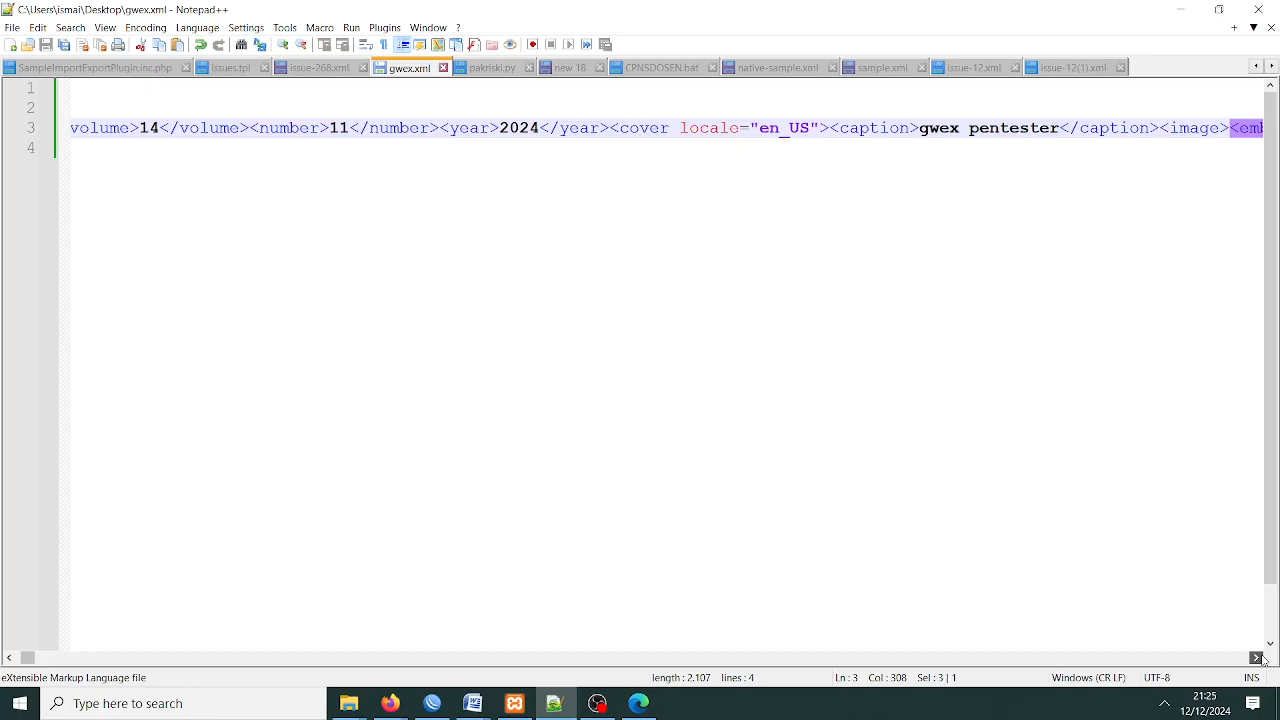 C:\Users\ismai\Desktop\gwex.xml - Notepad++
File Edit Search View Encoding Language Settings Tools Macro Run Plugins Window ?
SampleImportExportPlugin.inc.php issues.tpl issue-268.xml gwex.xml pakriski.py new 18 CPNSDOSEN.bat native-sample.xml sample.xml issue-12.xml issue-12(1).xml
1
2
3 volume>14</volume><number>11</number><year>2024</year><cover locale="en_US"><caption>gwex pentester</caption><image><emb
4
eXtensible Markup Language file length : 2,107 lines : 4 Ln : 3 Col : 308 Sel : 3 | 1 Windows (CR LF) UTF-8 INS
Type here to search 21:25
12/12/2024